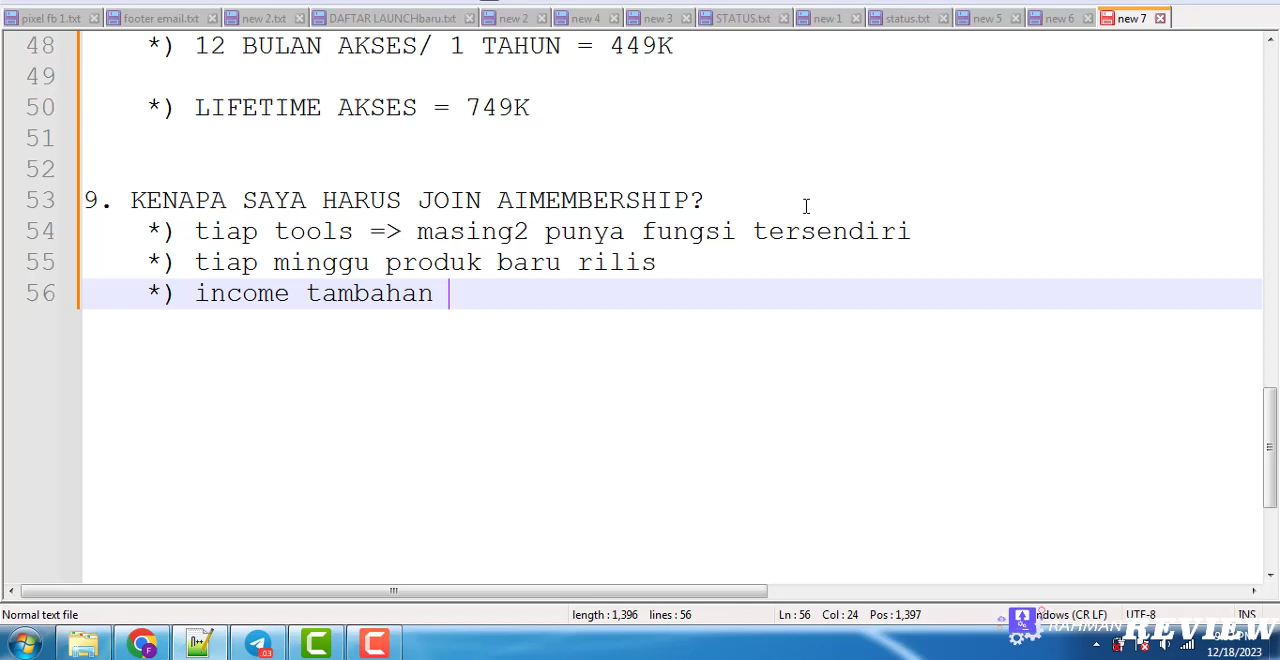 pixel fb 1.txt footer email.txt new 2.txt DAFTAR LAUNCHbaru.txt new 2 new 4 new 3 STATUS.txt new 1 status.txt new 5 new 6 new 7
48 *) 12 BULAN AKSES/ 1 TAHUN = 449K
49
50 *) LIFETIME AKSES = 749K
51
52
53 9. KENAPA SAYA HARUS JOIN AIMEMBERSHIP?
54 *) tiap tools => masing2 punya fungsi tersendiri
55 *) tiap minggu produk baru rilis
56 *) income tambahan
Normal text file length : 1,396 lines : 56 Ln : 56 Col : 24 Pos : 1,397 ndows (CR LF) UTF-8 INS
REVIEW
12/18/2023